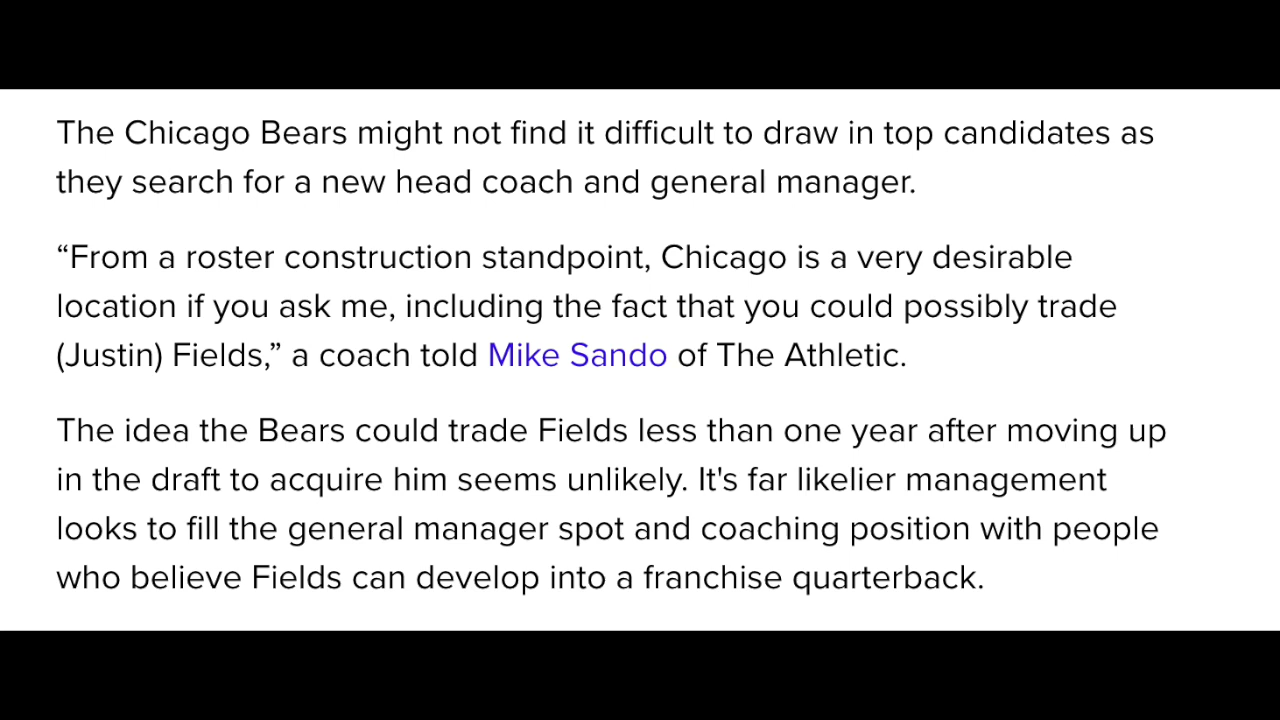 The Chicago Bears might not find it difficult to draw in top candidates as
they search for a new head coach and general manager.
“From a roster construction standpoint, Chicago is a very desirable
location if you ask me, including the fact that you could possibly trade
(Justin) Fields,” a coach told Mike Sando of The Athletic.
The idea the Bears could trade Fields less than one year after moving up
in the draft to acquire him seems unlikely. It's far likelier management
looks to fill the general manager spot and coaching position with people
who believe Fields can develop into a franchise quarterback.